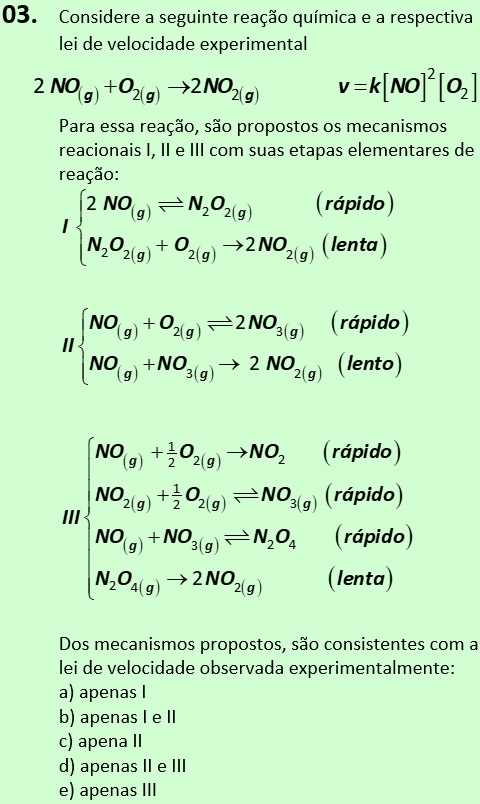 03. Considere a seguinte reação química e a respectiva
lei de velocidade experimental
2 NO(g) + O2(g) → 2NO2(g) v = k[NO]²[O2]
Para essa reação, são propostos os mecanismos
reacionais I, II e III com suas etapas elementares de
reação:
I
2 NO(g) ⇌ N2O2(g) (rápido)
N2O2(g) + O2(g) → 2NO2(g) (lenta)
II
NO(g) + O2(g) ⇌ 2NO3(g) (rápido)
NO(g) + NO3(g) → 2 NO2(g) (lento)
III
NO(g) + ½O2(g) → NO2 (rápido)
NO2(g) + ½O2(g) ⇌ NO3(g) (rápido)
NO(g) + NO3(g) ⇌ N2O4 (rápido)
N2O4(g) → 2NO2(g) (lenta)
Dos mecanismos propostos, são consistentes com a
lei de velocidade observada experimentalmente:
a) apenas I
b) apenas I e II
c) apena II
d) apenas II e III
e) apenas III